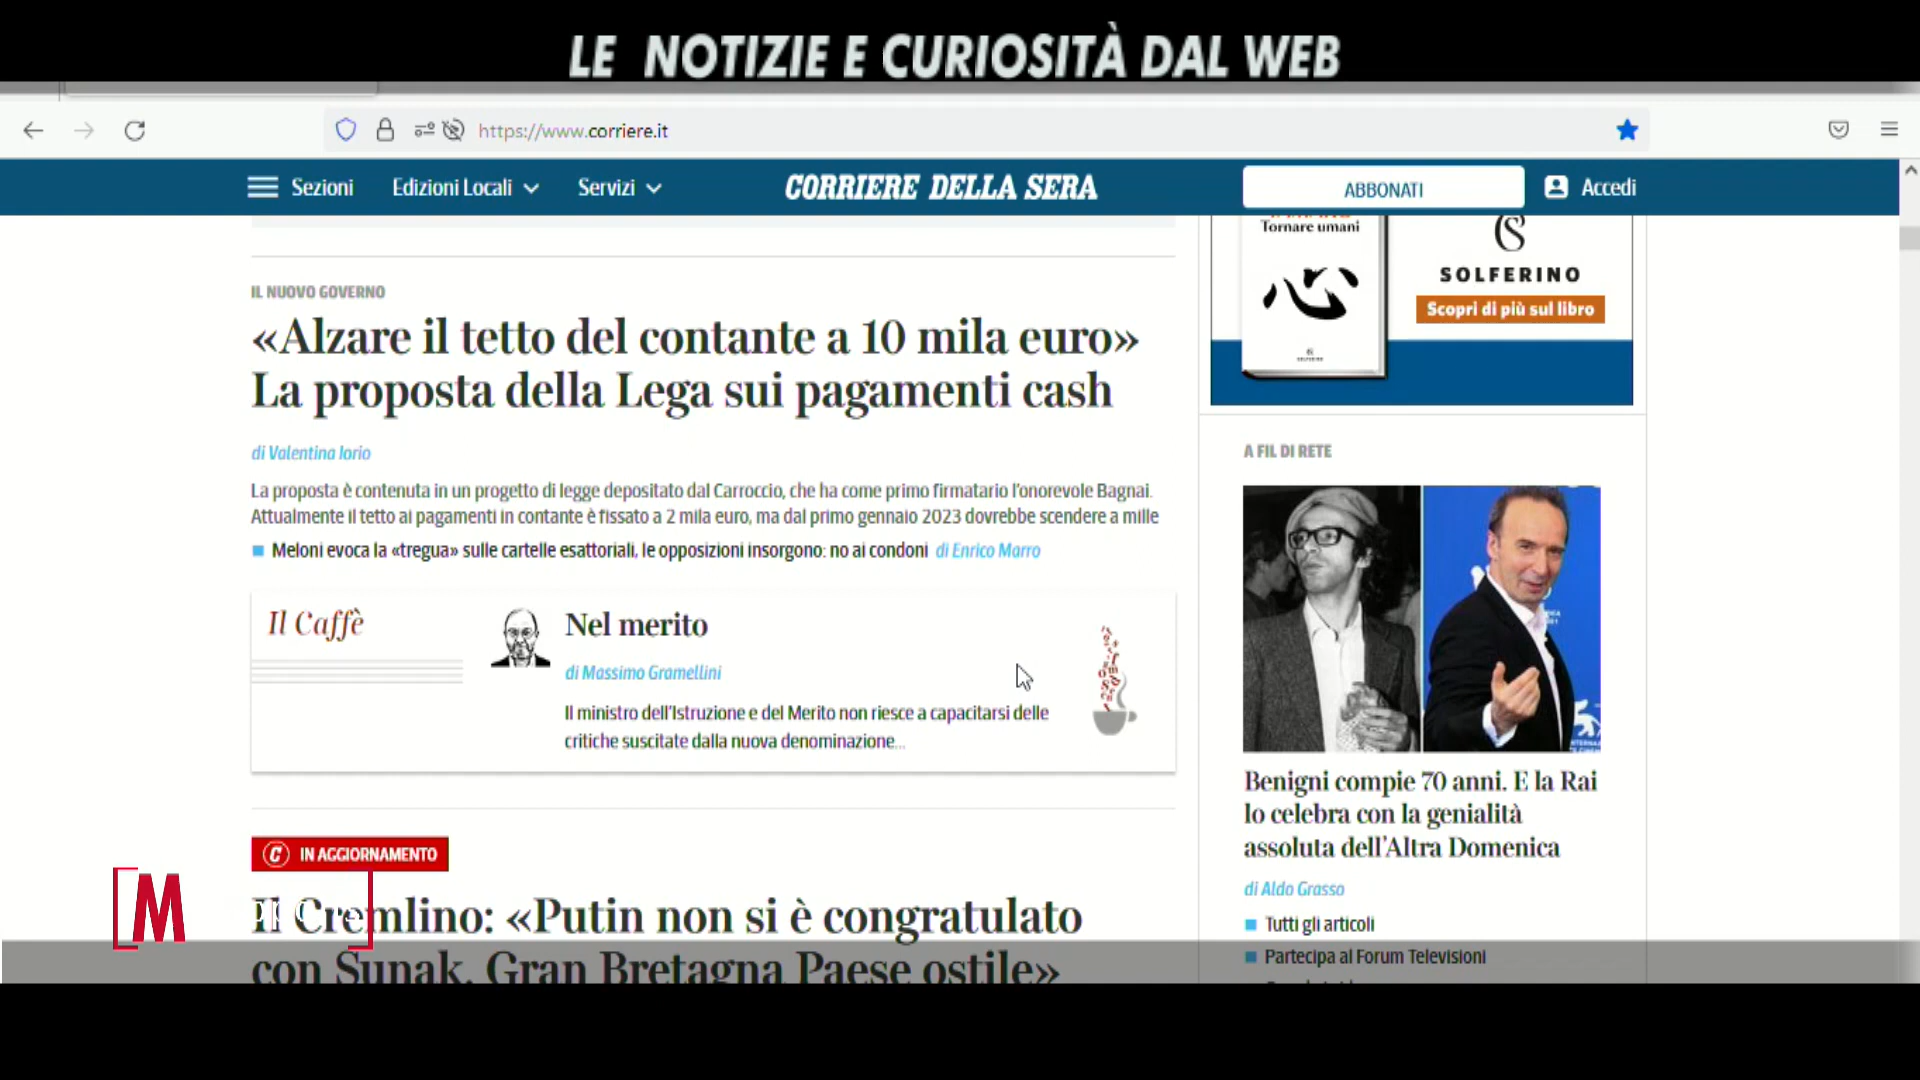 LE NOTIZIE E CURIOSITÀ DAL WEB
https://www.corriere.it
Sezioni
Edizioni Locali
Servizi
CORRIERE DELLA SERA
ABBONATI
Accedi
IL NUOVO GOVERNO
«Alzare il tetto del contante a 10 mila euro»
La proposta della Lega sui pagamenti cash
di Valentina Iorio
La proposta è contenuta in un progetto di legge depositato dal Carroccio, che ha come primo firmatario l'onorevole Bagnai.
Attualmente il tetto ai pagamenti in contante è fissato a 2 mila euro, ma dal primo gennaio 2023 dovrebbe scendere a mille
Meloni evoca la «tregua» sulle cartelle esattoriali, le opposizioni insorgono: no ai condoni di Enrico Marro
Il Caffè
Nel merito
di Massimo Gramellini
Il ministro dell'Istruzione e del Merito non riesce a capacitarsi delle
critiche suscitate dalla nuova denominazione...
C IN AGGIORNAMENTO
Il Cremlino: «Putin non si è congratulato
con Sunak. Gran Bretagna Paese ostile»
M
Tornare umani
心
SOLFERINO
Scopri di più sul libro
A FIL DI RETE
Benigni compie 70 anni. E la Rai
lo celebra con la genialità
assoluta dell'Altra Domenica
di Aldo Grasso
Tutti gli articoli
Partecipa al Forum Televisioni